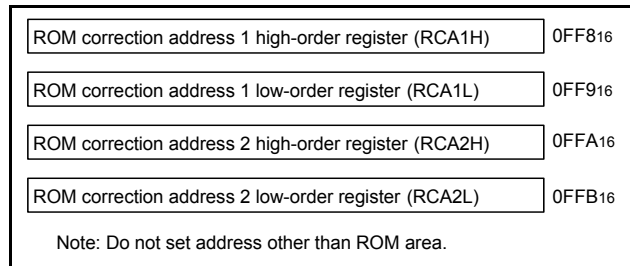 ROM correction address 1 high-order register (RCA1H) 0FF816
ROM correction address 1 low-order register (RCA1L) 0FF916
ROM correction address 2 high-order register (RCA2H) 0FFA16
ROM correction address 2 low-order register (RCA2L) 0FFB16
Note: Do not set address other than ROM area.